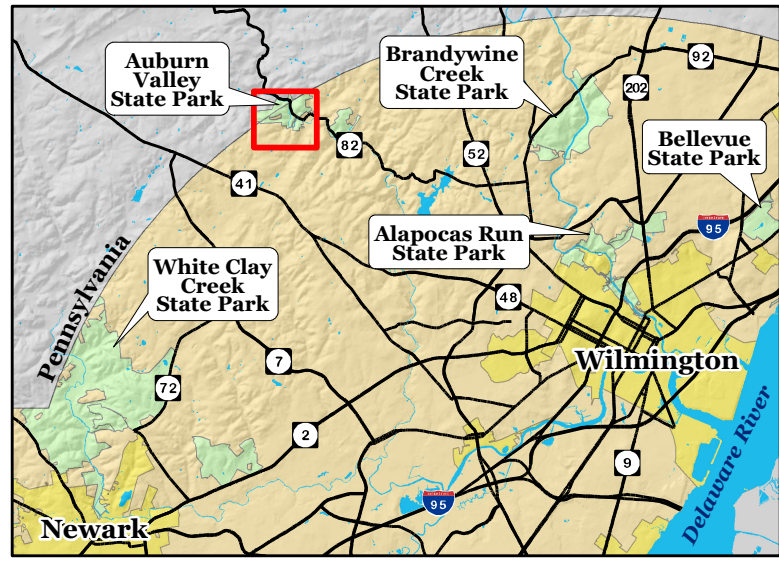 Auburn
Valley
State Park
Brandywine
Creek
State Park
92
202
Bellevue
State Park
82
52
41
95
Alapocas Run
State Park
Pennsylvania
White Clay
Creek
State Park
48
Wilmington
7
72
2
9
Delaware River
95
Newark